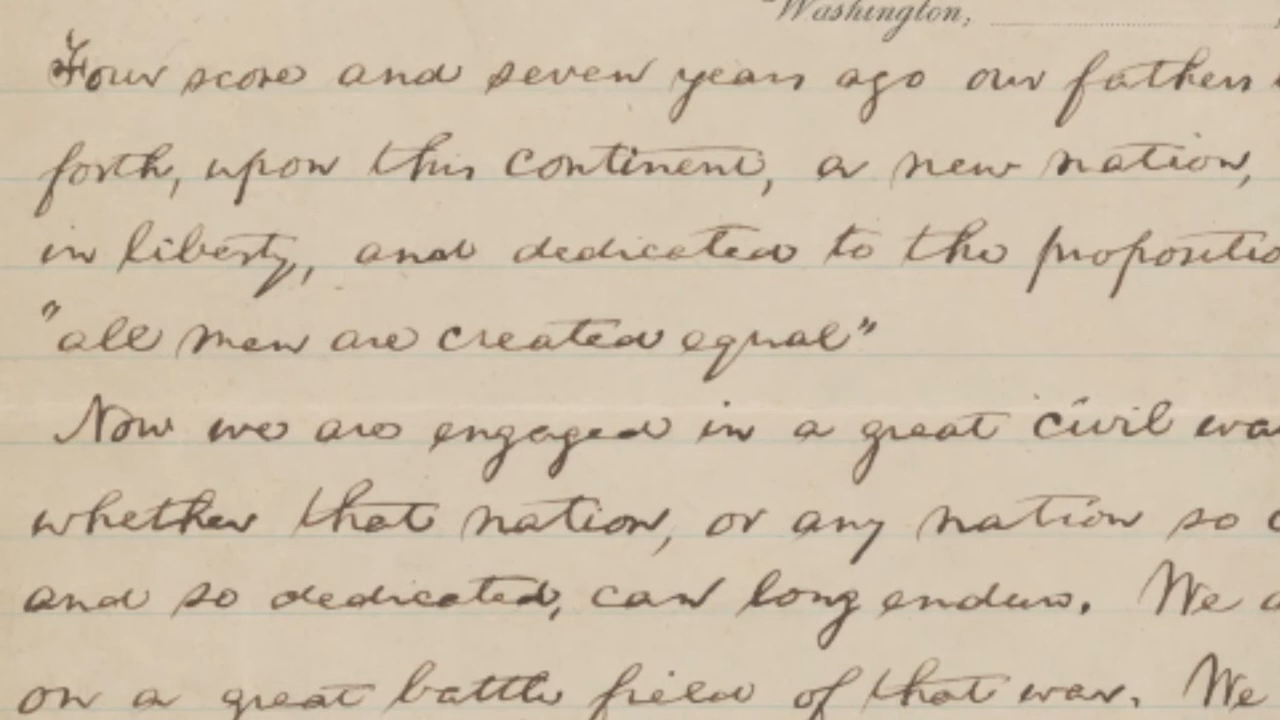 Washington,
Four score and seven years ago our fathers
forth, upon this continent, a new nation,
in liberty, and dedicated to the propositio
"all men are created equal"
Now we are engaged in a great civil wa
whether that nation, or any nation so c
and so dedicated, can long endure. We a
on a great battle field of that war. We